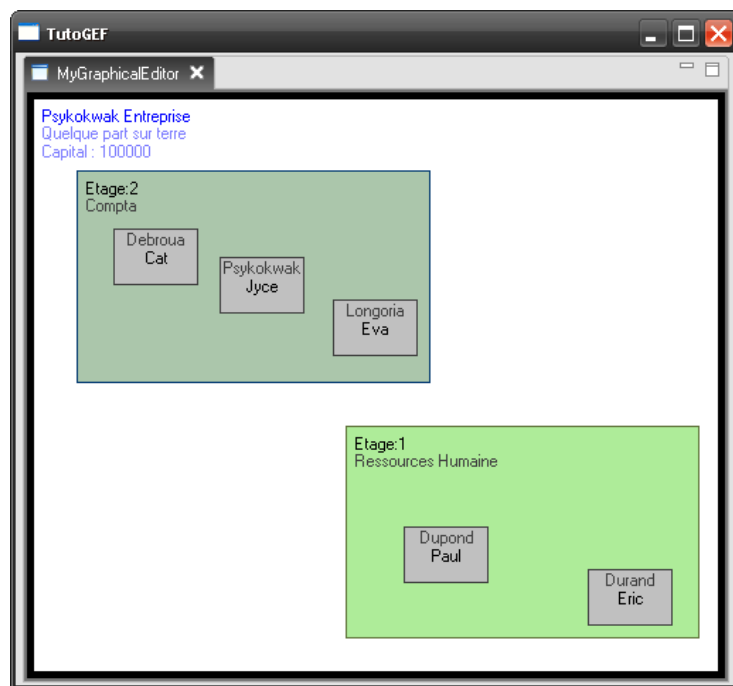 TutoGEF
MyGraphicalEditor
Psykokwak Entreprise
Quelque part sur terre
Capital : 100000
Etage:2
Compta
Debroua
Cat
Psykokwak
Jyce
Longoria
Eva
Etage:1
Ressources Humaine
Dupond
Paul
Durand
Eric